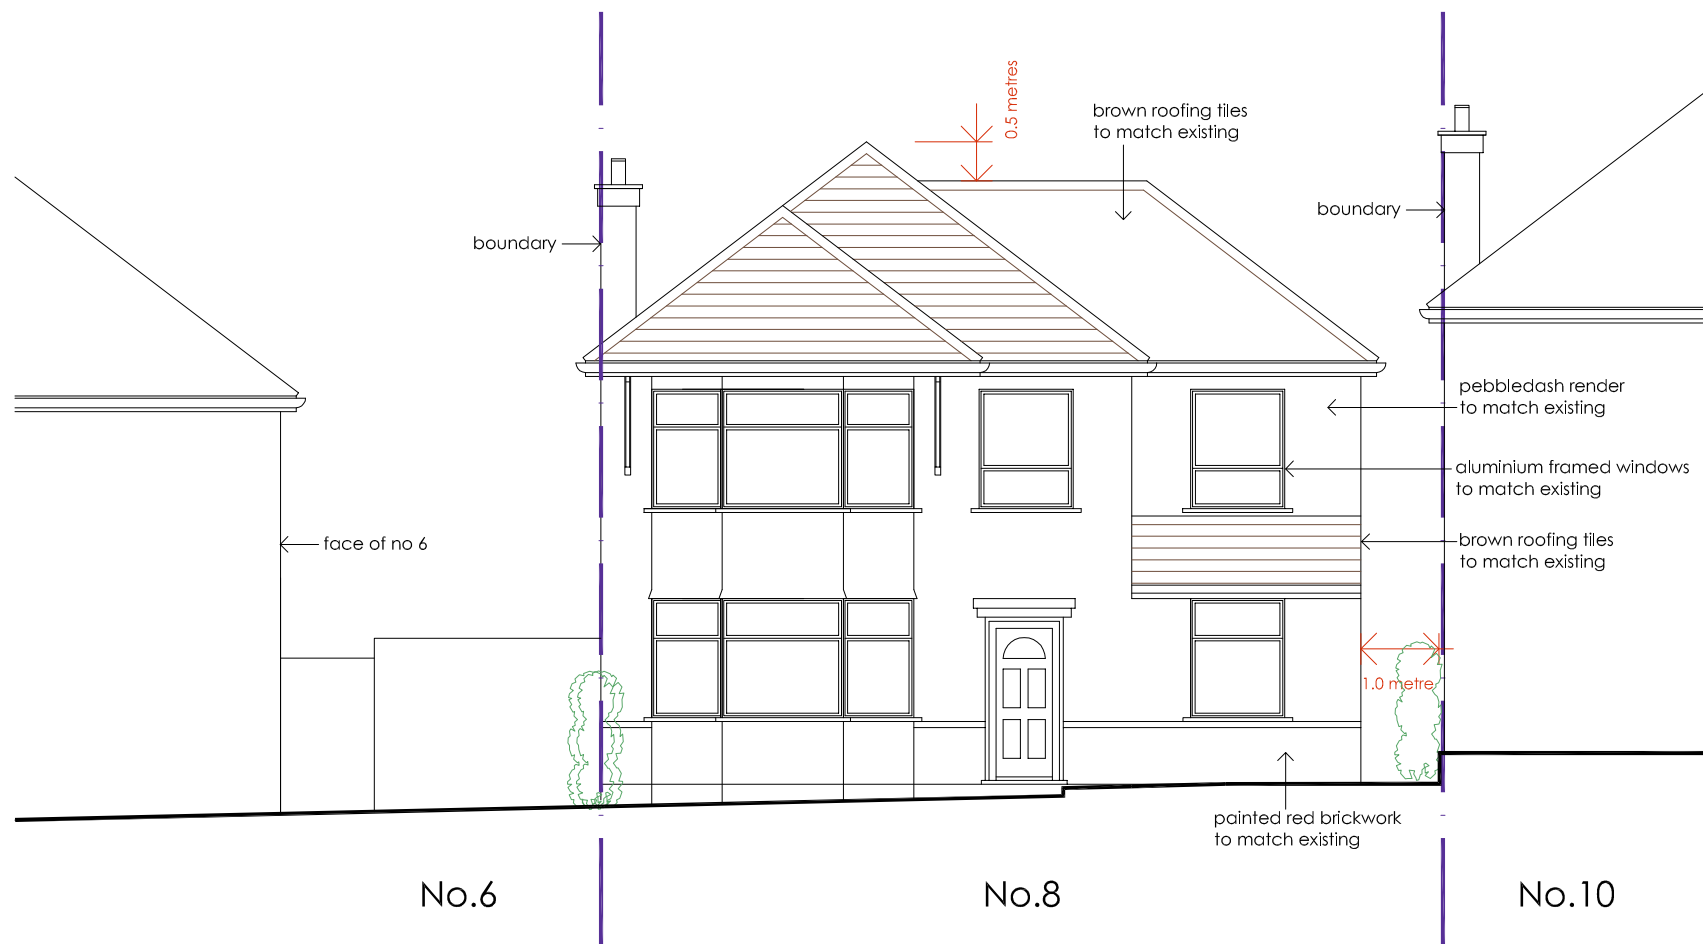 0.5 metres
brown roofing tiles
to match existing
boundary
boundary
pebbledash render
to match existing
aluminium framed windows
to match existing
face of no 6
brown roofing tiles
to match existing
1.0 metre
painted red brickwork
to match existing
No.6
No.8
No.10